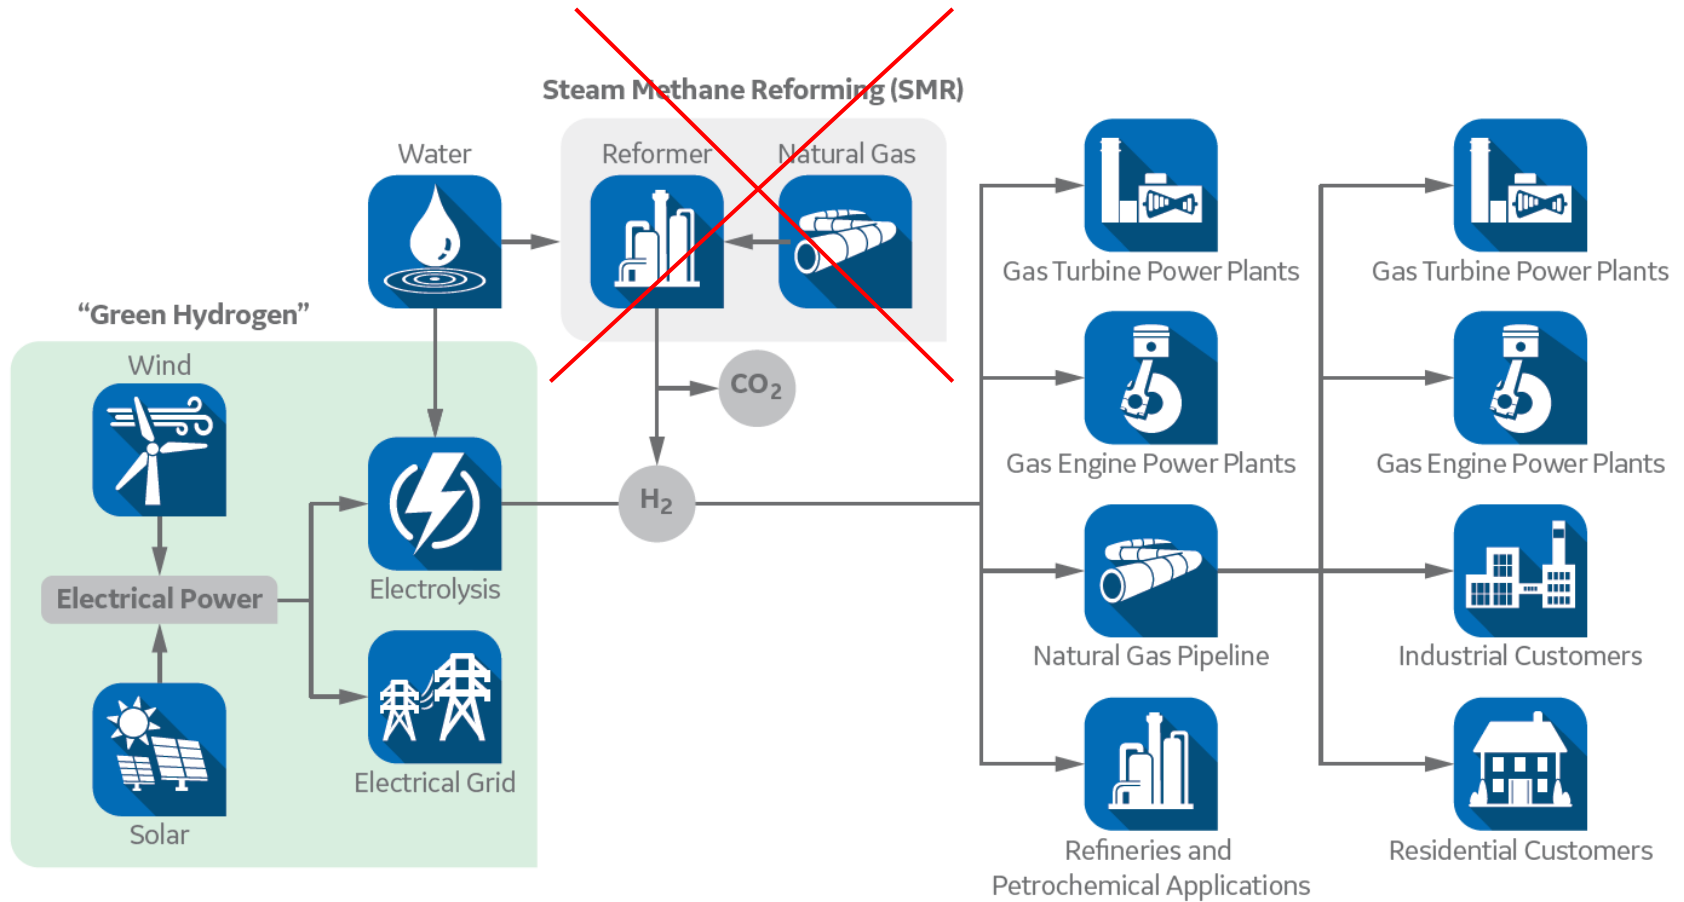 Steam Methane Reforming (SMR)
Water
Reformer
Natural Gas
“Green Hydrogen”
Wind
CO₂
H₂
Electrolysis
Electrical Power
Electrical Grid
Solar
Gas Turbine Power Plants
Gas Engine Power Plants
Natural Gas Pipeline
Refineries and
Petrochemical Applications
Gas Turbine Power Plants
Gas Engine Power Plants
Industrial Customers
Residential Customers